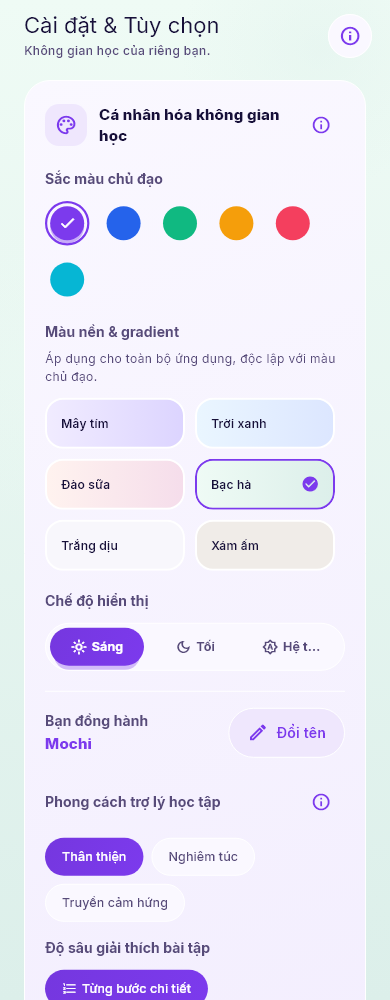 Cài đặt & Tùy chọn
Không gian học của riêng bạn.
Cá nhân hóa không gian
học
Sắc màu chủ đạo
Màu nền & gradient
Áp dụng cho toàn bộ ứng dụng, độc lập với màu
chủ đạo.
Mây tím
Trời xanh
Đào sữa
Bạc hà
Trắng dịu
Xám ấm
Chế độ hiển thị
Sáng
Tối
Hệ t...
Bạn đồng hành
Mochi
Đổi tên
Phong cách trợ lý học tập
Thân thiện
Nghiêm túc
Truyền cảm hứng
Độ sâu giải thích bài tập
Từng bước chi tiết